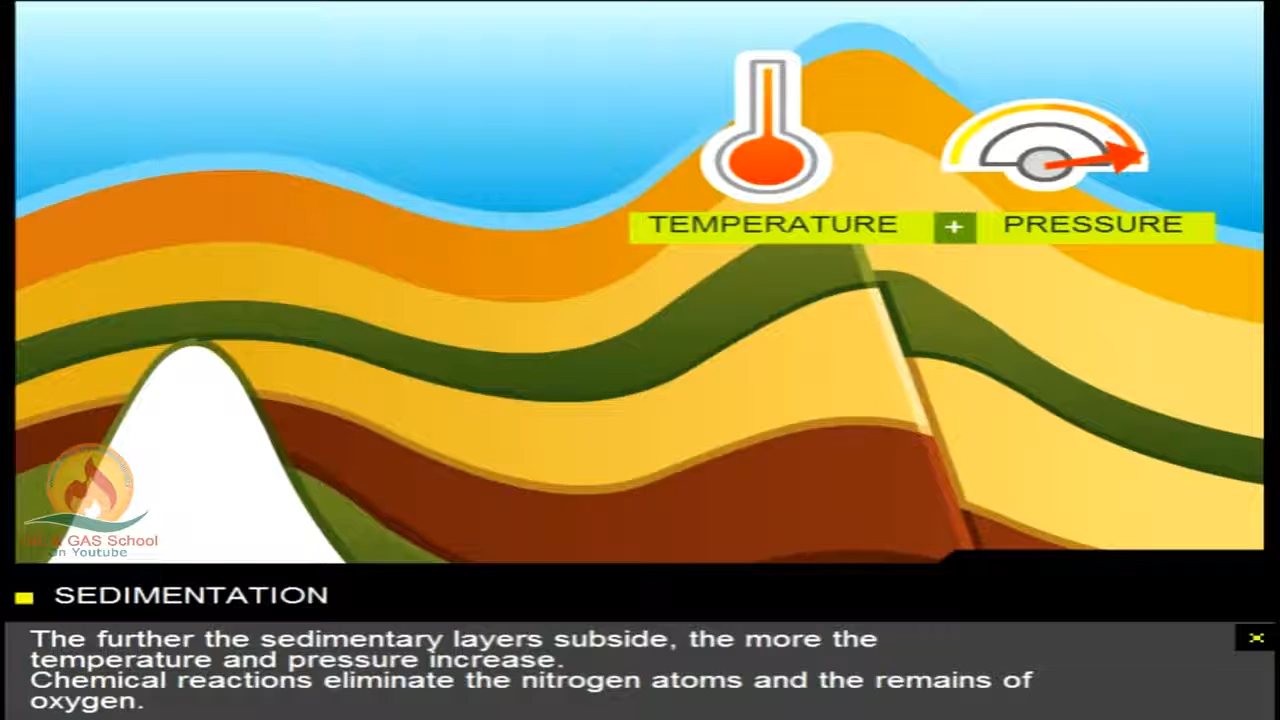 TEMPERATURE + PRESSURE
GAS School
on Youtube
SEDIMENTATION
The further the sedimentary layers subside, the more the
temperature and pressure increase.
Chemical reactions eliminate the nitrogen atoms and the remains of
oxygen.